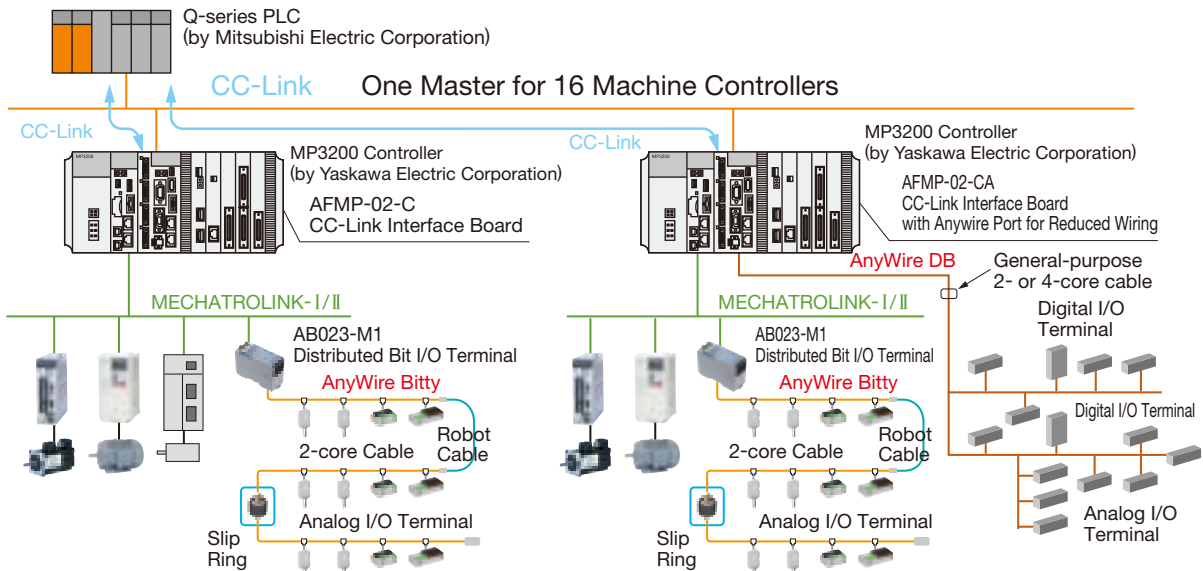 Q-series PLC
(by Mitsubishi Electric Corporation)
CC-Link
One Master for 16 Machine Controllers
CC-Link
CC-Link
MP3200
MP3200 Controller
(by Yaskawa Electric Corporation)
AFMP-02-C
CC-Link Interface Board
MP3200
MP3200 Controller
(by Yaskawa Electric Corporation)
AFMP-02-CA
CC-Link Interface Board
with Anywire Port for Reduced Wiring
AnyWire DB
General-purpose
2- or 4-core cable
MECHATROLINK-I/II
AB023-M1
Distributed Bit I/O Terminal
AnyWire Bitty
Robot
Cable
2-core Cable
Analog I/O Terminal
Slip
Ring
MECHATROLINK-I/II
AB023-M1
Distributed Bit I/O Terminal
AnyWire Bitty
Robot
Cable
2-core Cable
Analog I/O Terminal
Slip
Ring
Digital I/O
Terminal
Digital I/O Terminal
Analog I/O
Terminal